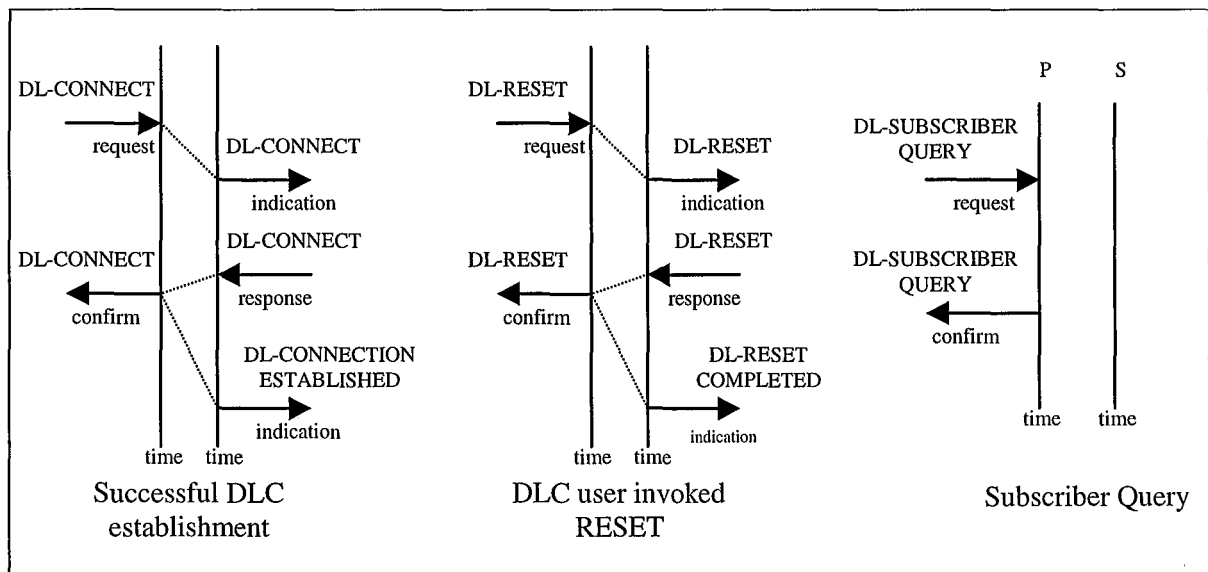 DL-CONNECT
request
DL-CONNECT
indication
DL-CONNECT
response
DL-CONNECT
confirm
DL-CONNECTION
ESTABLISHED
indication
time
time
Successful DLC
establishment
DL-RESET
request
DL-RESET
indication
DL-RESET
response
DL-RESET
confirm
DL-RESET
COMPLETED
indication
time
time
DLC user invoked
RESET
P
S
DL-SUBSCRIBER
QUERY
request
DL-SUBSCRIBER
QUERY
confirm
time
time
Subscriber Query